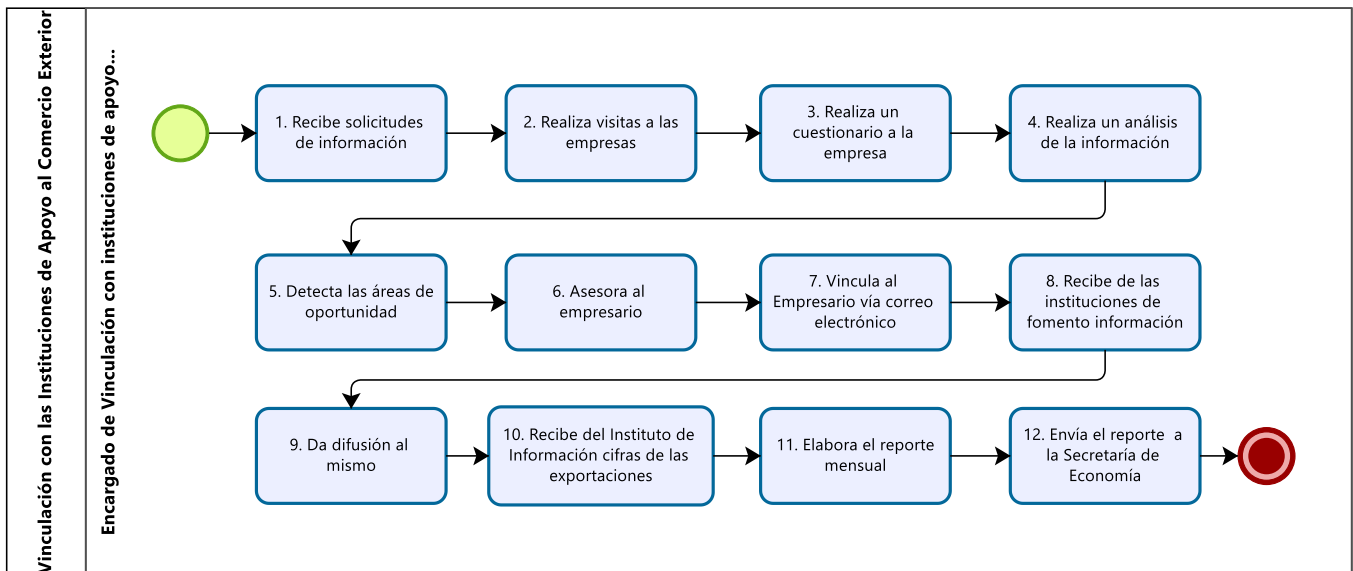 Vinculación con las Instituciones de Apoyo al Comercio Exterior
Encargado de Vinculación con instituciones de apoyo...
1. Recibe solicitudes
de información
2. Realiza visitas a las
empresas
3. Realiza un
cuestionario a la
empresa
4. Realiza un análisis
de la información
5. Detecta las áreas de
oportunidad
6. Asesora al
empresario
7. Vincula al
Empresario vía correo
electrónico
8. Recibe de las
instituciones de
fomento información
9. Da difusión al
mismo
10. Recibe del Instituto de
Información cifras de las
exportaciones
11. Elabora el reporte
mensual
12. Envía el reporte  a
la Secretaría de
Economía